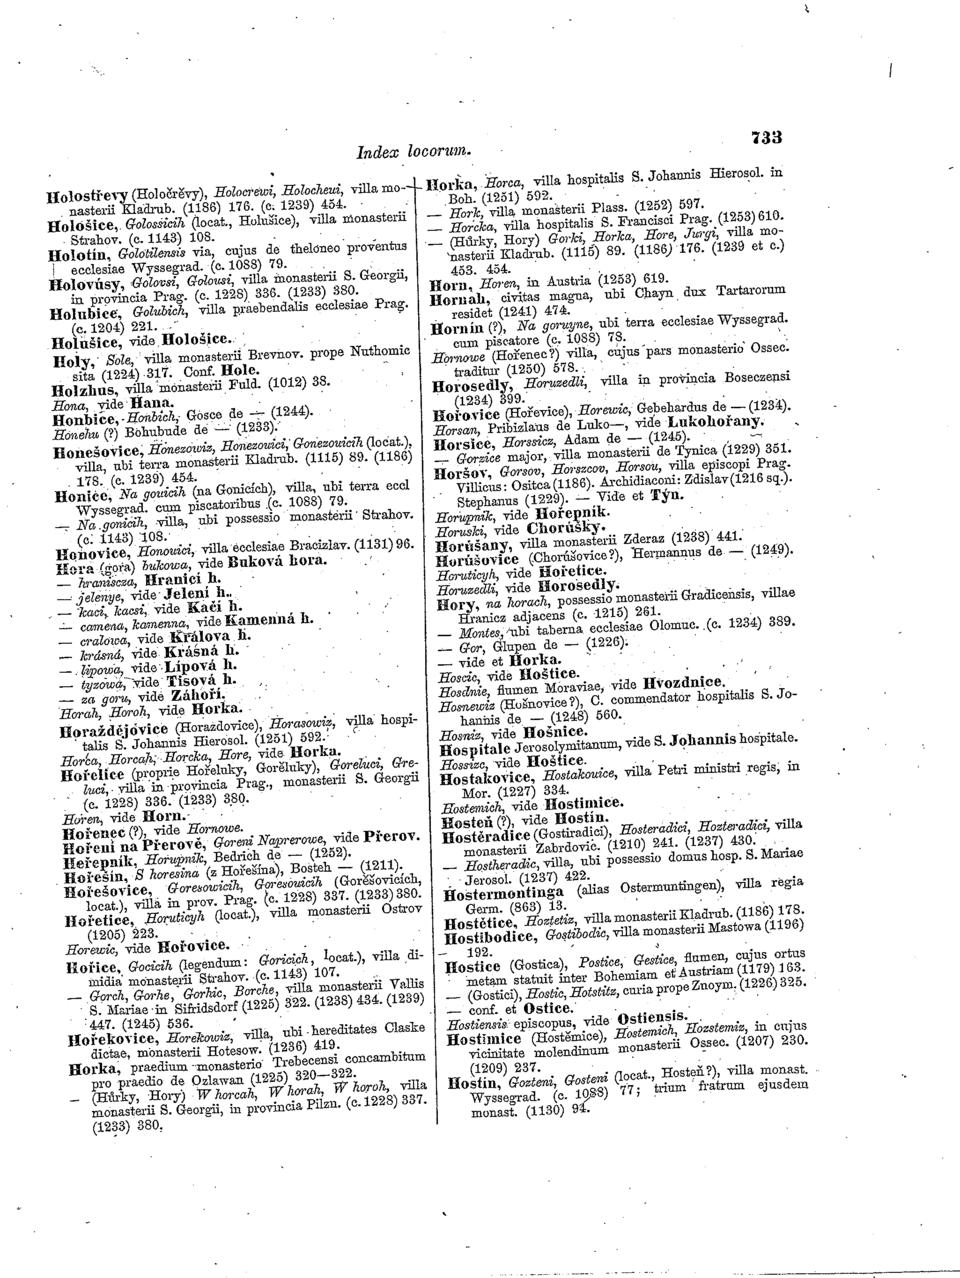 733
Index locorum.
Holostřevy (Holočřěvy), Holocrewi, Holocheui, villa mo-
nasterii Kladrub. (1186) 176. (c. 1239) 454.
Hološice, Golossicih (locat., Holušice), villa monasterii
Strahov. (c. 1143) 108.
Holotín, Golotilensis via, cujus de theloneo proventus
ecclesiae Wyssegrad. (c. 1088) 79.
Holovúsy, Golovsi, Golousi, villa monasterii S. Georgii,
in provincia Prag. (c. 1228) 336. (1233) 380.
Holubice, Golubich, villa praebendalis ecclesiae Prag.
(c. 1204) 221.
Holušice, vide Hološice.
Holy, Sole, villa monasterii Brevnov. prope Nuthomic
sita (1224) 317. Conf. Hole.
Holzhus, villa monasterii Fuld. (1012) 38.
Hona, vide Hana.
Honbice, Honbich, Gosce de — (1244).
Honehu (?) Bohubude de — (1233).
Honešovice, Honezowiz, Honezouici, Gonezouicih (locat.),
villa, ubi terra monasterii Kladrub. (1115) 89. (1186)
178. (c. 1239) 454.
Honice, Na gouicih (na Gonicích), villa, ubi terra eccl
Wyssegrad. cum piscatoribus (c. 1088) 79.
— Na gonicih, villa, ubi possessio monasterii Strahov.
(c. 1143) 108.
Honovice, Honouici, villa ecclesiae Bracizlav. (1131) 96.
Hora (gora) bukowa, vide Buková hora.
— hraniscza, Hranicí h.
— jelenye, vide Jelení h.
— kaci, kacsi, vide Kačí h.
— camena, kamenna, vide Kamenná h.
— cralowa, vide Králova h.
— krásná, vide Krásná h.
— lipowa, vide Lípová h.
— tyzowa, vide Tisová h.
— za goru, vide Záhoří.
Horah, Horoh, vide Horka.
Horaždějovice (Horazdovice), Horasowiz, villa hospi-
talis S. Johannis Hierosol. (1251) 592.
Horca, Horcah, Horcka, Hore, vide Horka.
Hořelice (proprie Hořeluky, Gorěluky), Goreluci, Gre-
luci, villa in provincia Prag., monasterii S. Georgii
(c. 1228) 336. (1233) 380.
Horen, vide Horn.
Hořenec (?), vide Hornowe.
Hoření na Přerově, Goreni Naprerowe, vide Přerov.
Heřepník, Horupnik, Bedrich de — (1252).
Hořešín, S horesina (z Hořešína), Bosteh — (1211).
Hořešovice, Goresowicih, Goresouicih (Gorěšovicích,
locat.), villa in prov. Prag. (c. 1228) 337. (1233) 380.
Hořetice, Horuticyh (locat.), villa monasterii Ostrov
(1205) 223.
Horewic, vide Hořovice.
Hořice, Gocicih (legendum: Goricich, locat.), villa di-
midia monasterii Strahov. (c. 1143) 107.
— Gorch, Gorhe, Gorhic, Borche, villa monasterii Vallis
S. Mariae in Sifridsdorf (1225) 322. (1238) 434. (1239)
447. (1245) 536.
Hořekovice, Horekowiz, villa, ubi hereditates Claske
dictae, monasterii Hotesow. (1236) 419.
Horka, praedium monasterio Trebecensi concambitum
pro praedio de Ozlawan (1225) 320—322.
— (Hůrky, Hory) W horcah, W horah, W horoh, villa
monasterii S. Georgii, in provincia Pilzn. (c. 1228) 337.
(1233) 380.
Horka, Horca, villa hospitalis S. Johannis Hierosol. in
Boh. (1251) 592.
— Hork, villa monasterii Plass. (1252) 597.
— Horcka, villa hospitalis S. Francisci Prag. (1253) 610.
— (Hůrky, Hory) Gorki, Horka, Hore, Jurgi, villa mo-
nasterii Kladrub. (1115) 89. (1186) 176. (1239 et c.)
453. 454.
Horn, Horen, in Austria (1253) 619.
Hornah, civitas magna, ubi Chayn dux Tartarorum
residet (1241) 474.
Hornín (?), Na goruyne, ubi terra ecclesiae Wyssegrad.
cum piscatore (c. 1088) 78.
Hornowe (Hořenec?) villa, cujus pars monasterio Ossec.
traditur (1250) 578.
Horosedly, Horuzedli, villa in provincia Boseczensi
(1234) 399.
Hořovice (Hořevice), Horewic, Gebehardus de — (1234).
Horsan, Pribizlaus de Luko—, vide Lukohořany.
Horsice, Horssicz, Adam de — (1245).
— Gorzice major, villa monasterii de Tynica (1229) 351.
Horšov, Gorsov, Horszcov, Horsou, villa episcopi Prag.
Villicus: Ositca (1186). Archidiaconi: Zdislav (1216 sq.).
Stephanus (1229). — Vide et Týn.
Horupnik, vide Hořepník.
Horuski, vide Chorúšky.
Horúšany, villa monasterii Zderaz (1238) 441.
Horúšovice (Chorůšovice?), Hermannus de — (1249).
Horuticyh, vide Hořetice.
Horuzedli, vide Horosedly.
Hory, na horach, possessio monasterii Gradicensis, villae
Hranicz adjacens (c. 1215) 261.
— Montes, ubi taberna ecclesiae Olomuc. (c. 1234) 389.
— Gor, Glupen de — (1226).
— vide et Horka.
Hoscic, vide Hoštice.
Hosdnie, flumen Moraviae, vide Hvozdnice.
Hosnewiz (Hošnovice?), C. commendator hospitalis S. Jo-
hannis de — (1248) 560.
Hosniz, vide Hošnice.
Hospitale Jerosolymitanum, vide S. Johannis hospitale.
Hossizc, vide Hoštice.
Hostakovice, Hostakouice, villa Petri ministri regis, in
Mor. (1227) 334.
Hostemich, vide Hostimice.
Hosteň (?), vide Hostín.
Hostěradice (Gostiradici), Hosteradici, Hozteradici, villa
monasterii Zabrdovic. (1210) 241. (1237) 430.
— Hostheradic, villa, ubi possessio domus hosp. S. Mariae
Jerosol. (1237) 422.
Hostermontinga (alias Ostermuntingen), villa regia
Germ. (863) 13.
Hostětice, Hoztetiz, villa monasterii Kladrub. (1186) 178.
Hostibodice, Gostibodic, villa monasterii Mastowa (1196)
192.
Hostice (Gostica), Postice, Gestice, flumen, cujus ortus
metam statuit inter Bohemiam et Austriam (1179) 163.
— (Gostici), Hostic, Hotstitz, curia prope Znoym. (1226) 325.
— conf. et Ostice.
Hostiensis episcopus, vide Ostiensis.
Hostimice (Hostěmice), Hostemich, Hozstemiz, in cujus
vicinitate molendinum monasterii Ossec. (1207) 230.
(1209) 237.
Hostín, Gozteni, Gosteni (locat., Hosteň?), villa monast.
Wyssegrad. (c. 1088) 77; trium fratrum ejusdem
monast. (1130) 94.